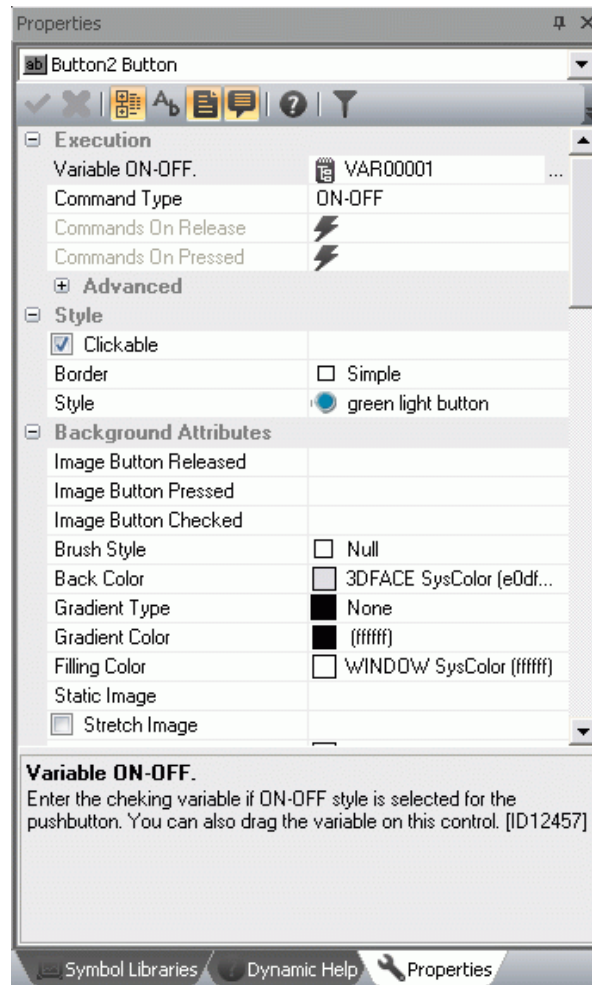 Properties
ab Button2 Button
Ab
Execution
Variable ON-OFF. VAR00001 ...
Command Type ON-OFF
Commands On Release
Commands On Pressed
Advanced
Style
Clickable
Border Simple
Style green light button
Background Attributes
Image Button Released
Image Button Pressed
Image Button Checked
Brush Style Null
Back Color 3DFACE SysColor (e0df...
Gradient Type None
Gradient Color (ffffff)
Filling Color WINDOW SysColor (ffffff)
Static Image
Stretch Image
Variable ON-OFF.
Enter the cheking variable if ON-OFF style is selected for the
pushbutton. You can also drag the variable on this control. [ID12457]
Symbol Libraries Dynamic Help Properties